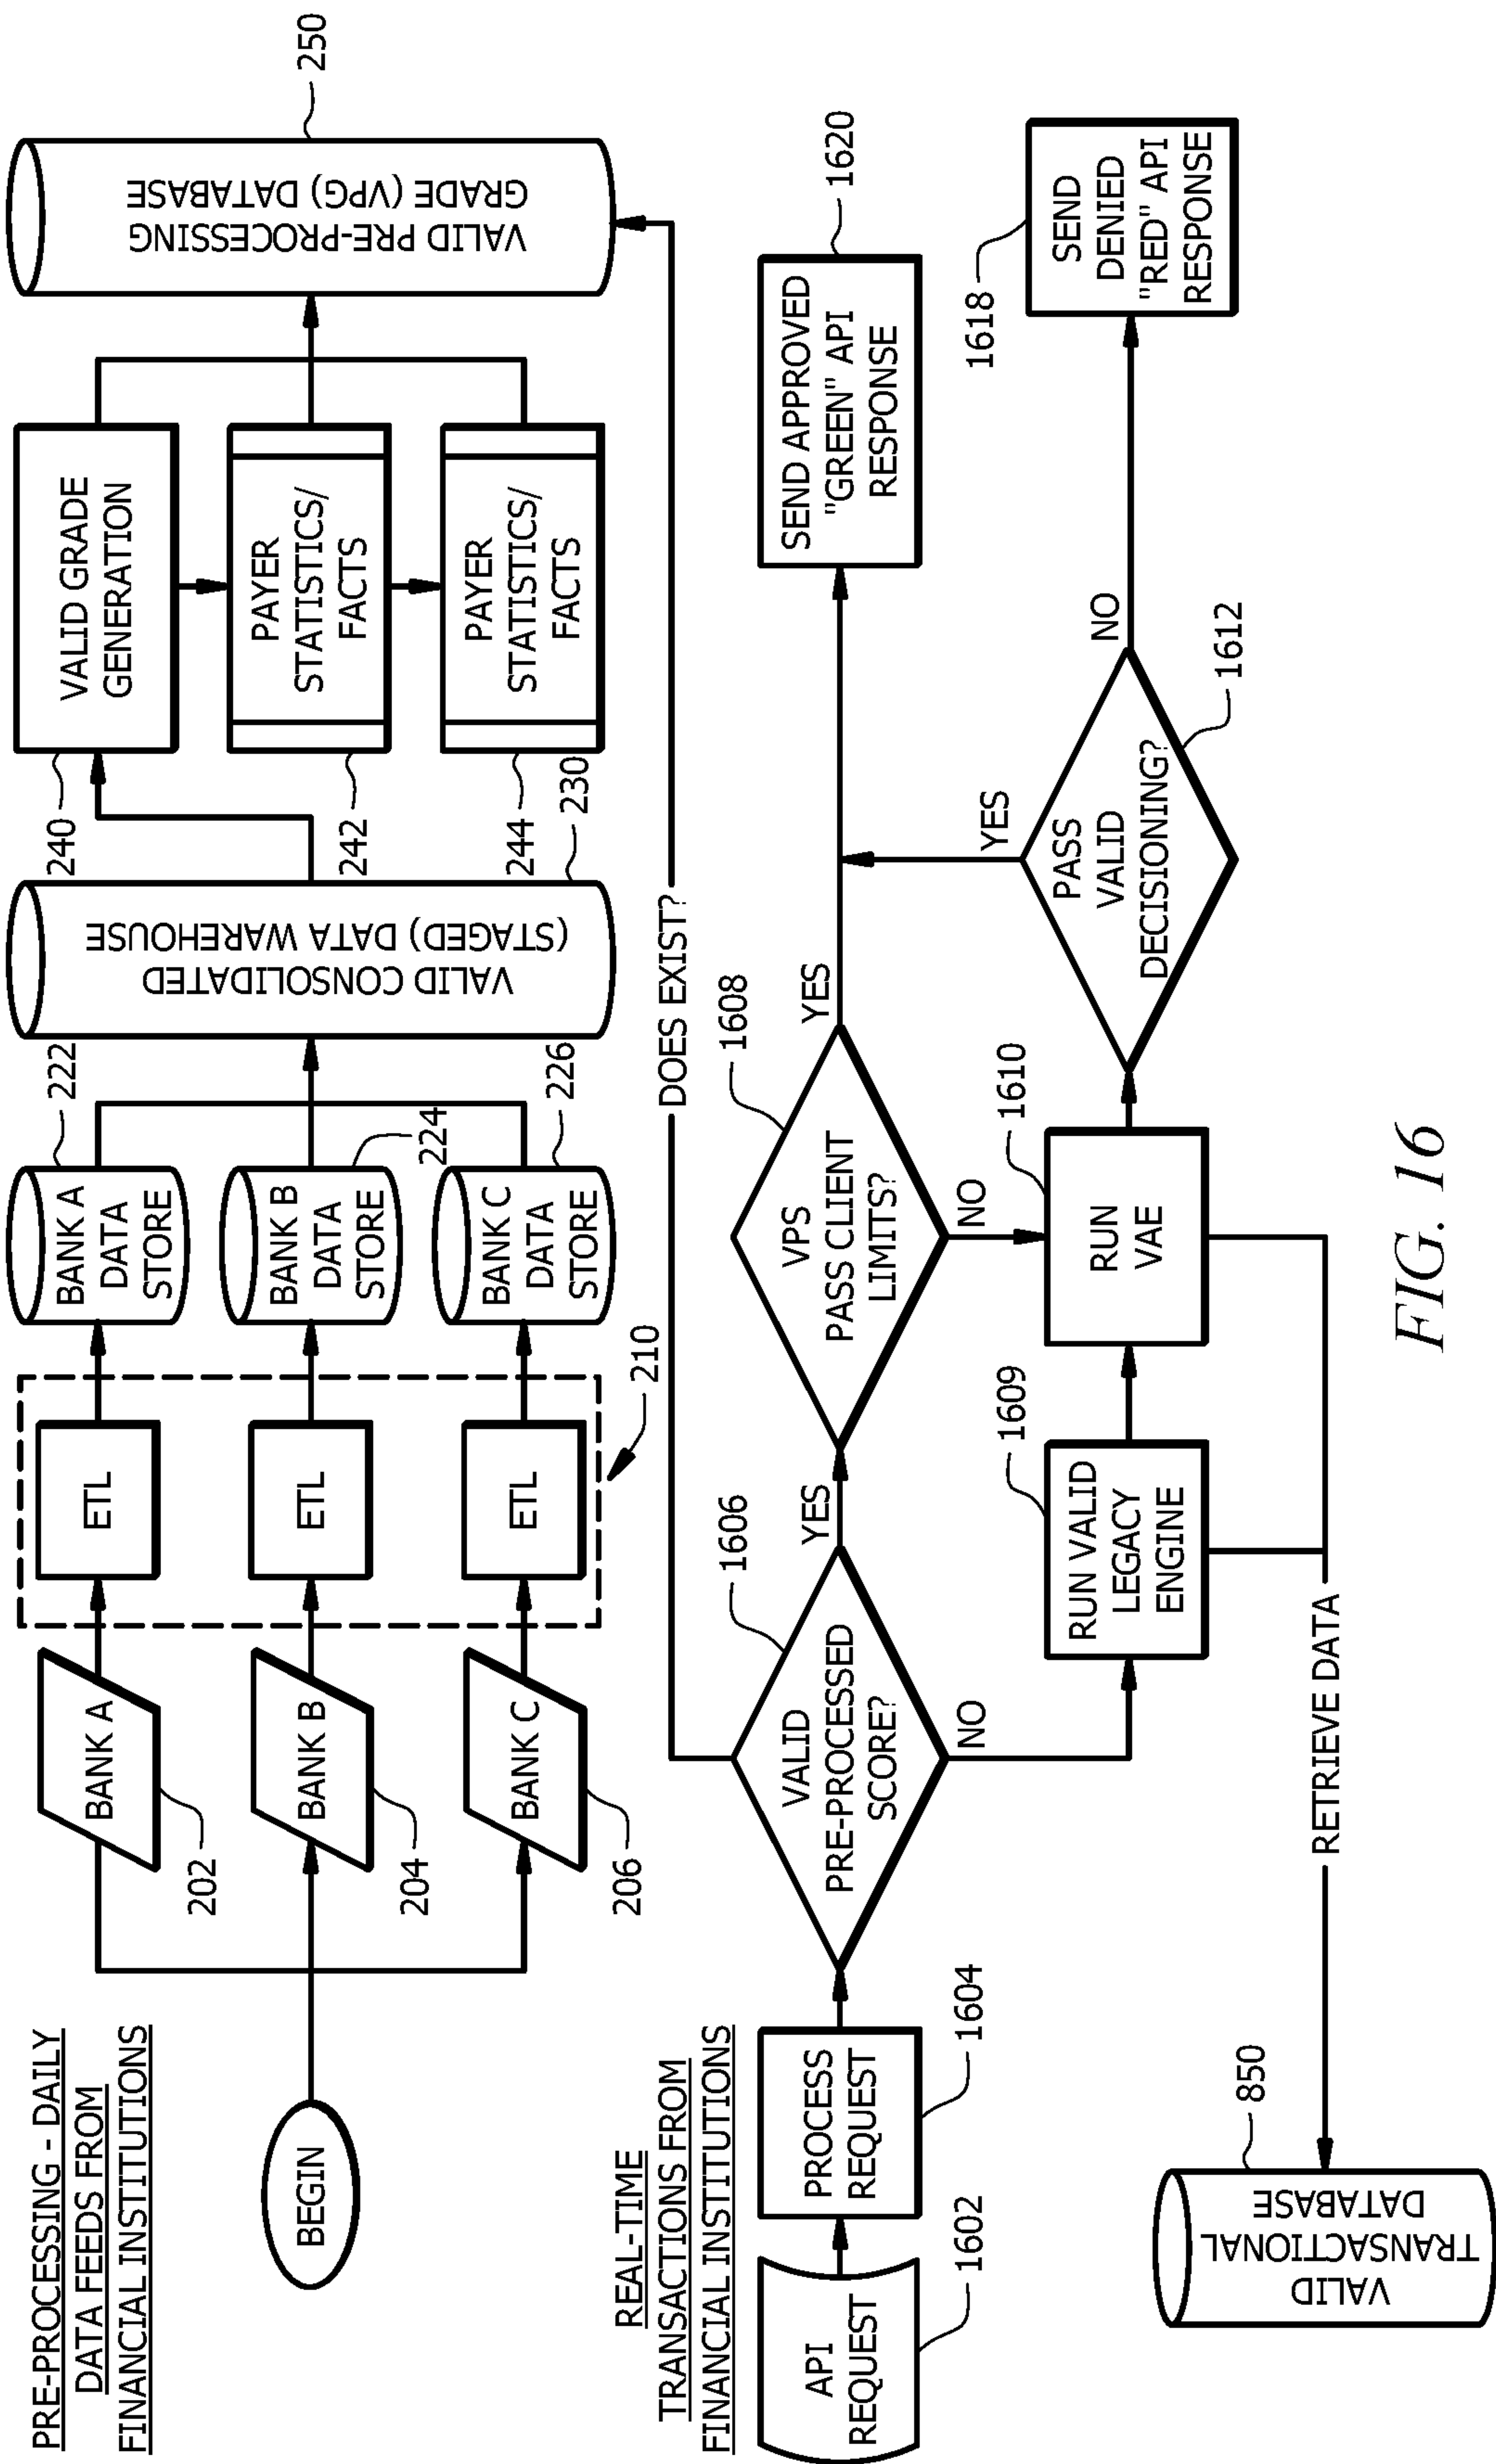 PRE-PROCESSING - DAILY
DATA FEEDS FROM
FINANCIAL INSTITUTIONS
BEGIN
BANK A
202
BANK B
204
BANK C
206
ETL
ETL
ETL
210
BANK A
DATA
STORE
222
BANK B
DATA
STORE
224
BANK C
DATA
STORE
226
VALID CONSOLIDATED
(STAGED) DATA WAREHOUSE
230
VALID GRADE
GENERATION
240
PAYER
STATISTICS/
FACTS
242
PAYER
STATISTICS/
FACTS
244
VALID PRE-PROCESSING
GRADE (VPG) DATABASE
250
DOES EXIST?
REAL-TIME
TRANSACTIONS FROM
FINANCIAL INSTITUTIONS
API
REQUEST
1602
PROCESS
REQUEST
1604
VALID
PRE-PROCESSED
SCORE?
1606
YES
NO
VPS
PASS CLIENT
LIMITS?
1608
YES
NO
SEND APPROVED
"GREEN" API
RESPONSE
1620
RUN VALID
LEGACY
ENGINE
1609
RUN
VAE
1610
PASS
VALID
DECISIONING?
1612
YES
NO
SEND
DENIED
"RED" API
RESPONSE
1618
RETRIEVE DATA
VALID
TRANSACTIONAL
DATABASE
850
FIG. 16